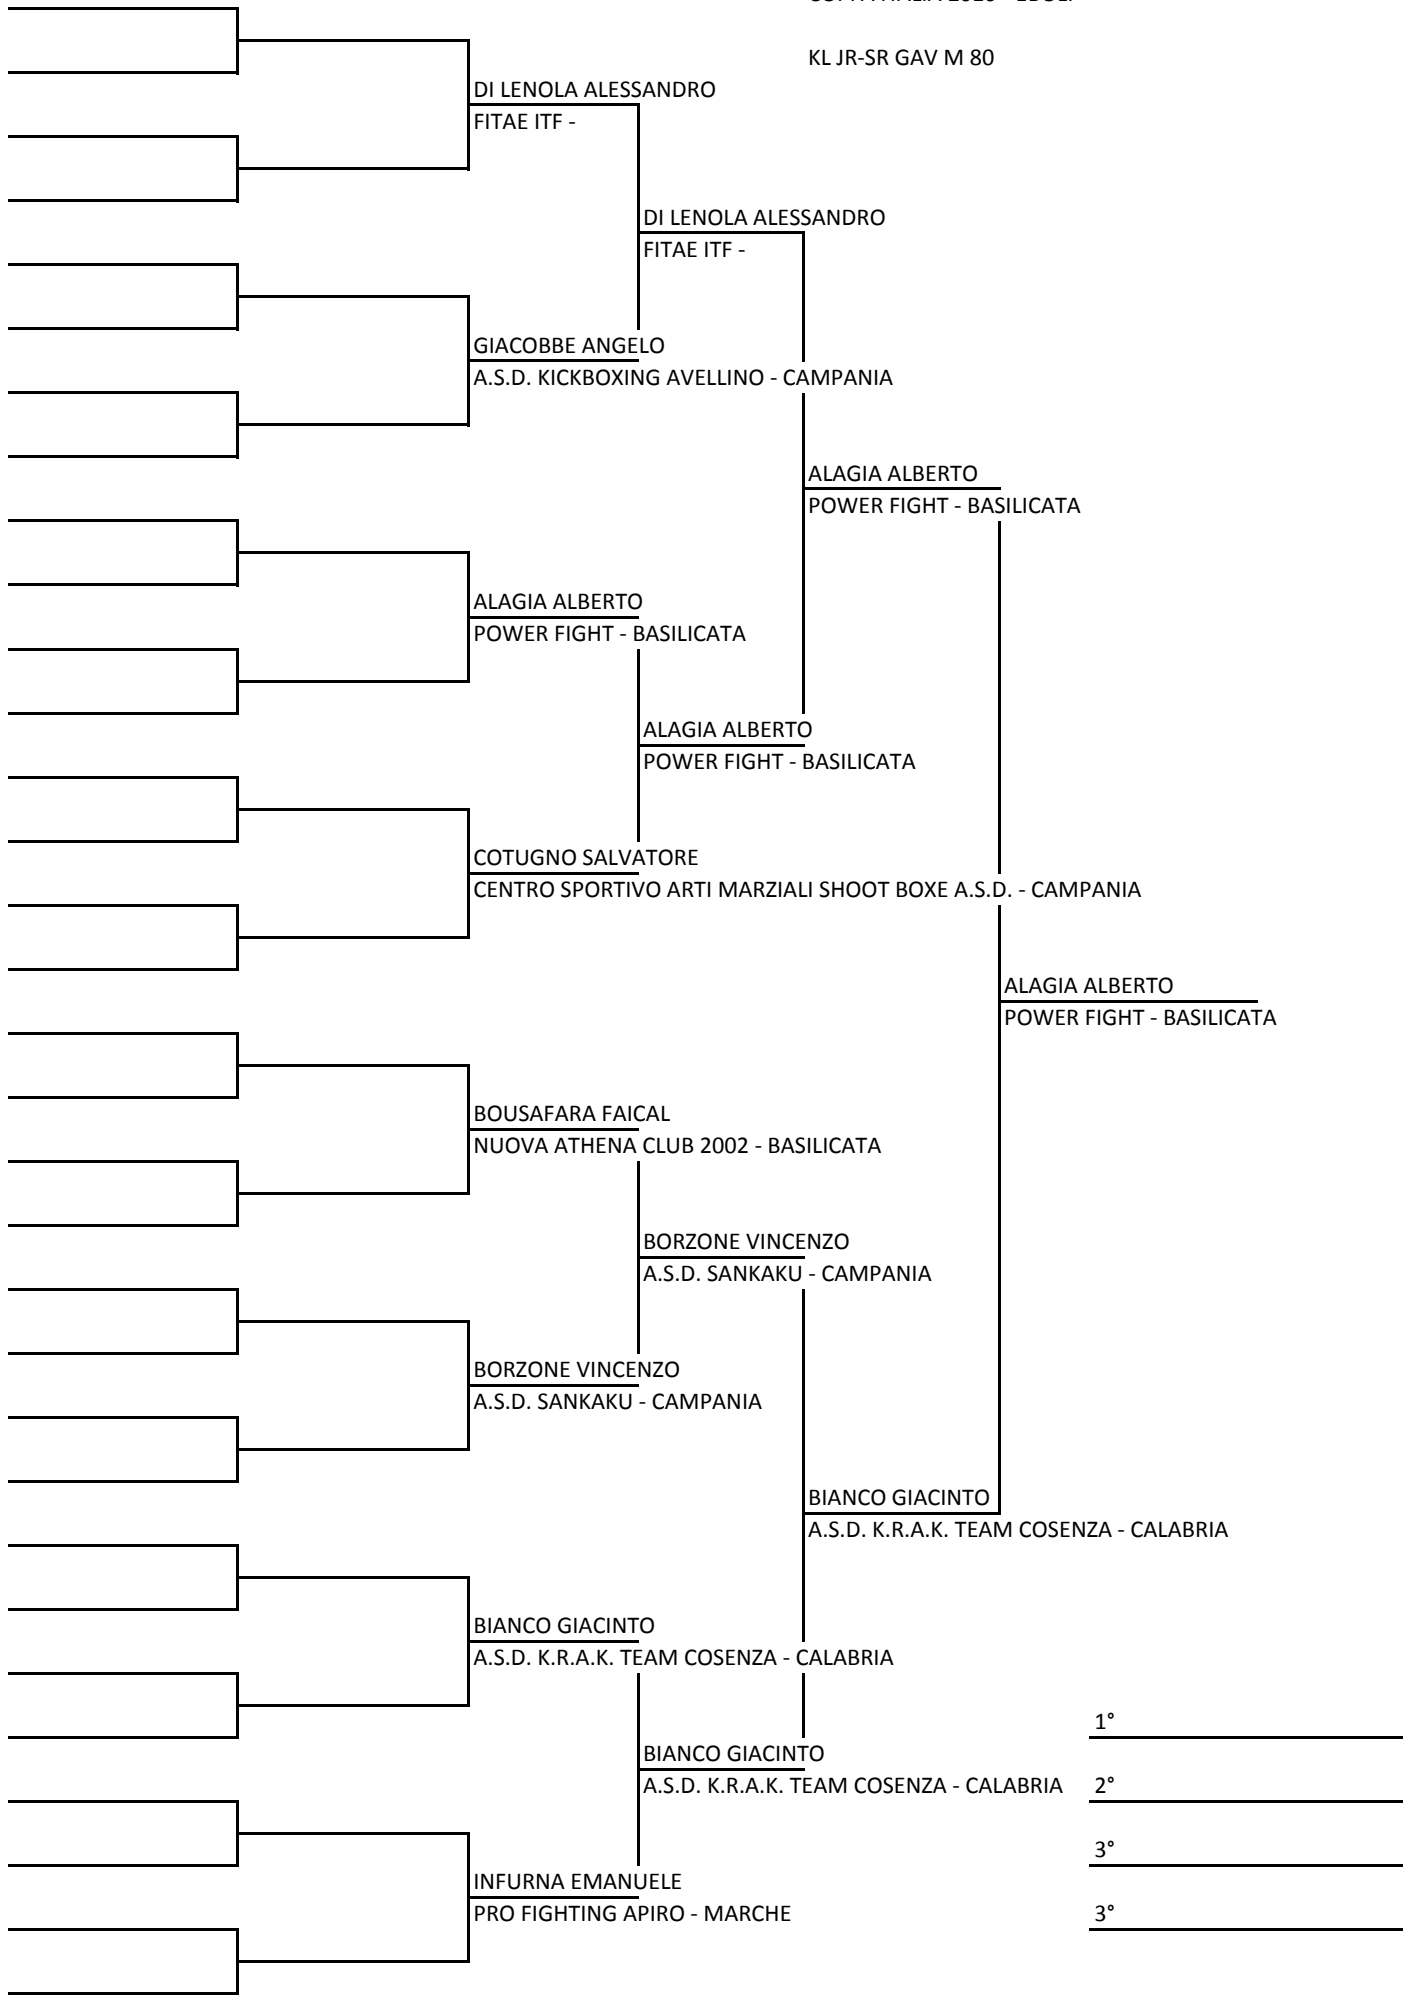 KL JR-SR GAV M 80
DI LENOLA ALESSANDRO
FITAE ITF -
DI LENOLA ALESSANDRO
FITAE ITF -
GIACOBBE ANGELO
A.S.D. KICKBOXING AVELLINO - CAMPANIA
ALAGIA ALBERTO
POWER FIGHT - BASILICATA
ALAGIA ALBERTO
POWER FIGHT - BASILICATA
ALAGIA ALBERTO
POWER FIGHT - BASILICATA
COTUGNO SALVATORE
CENTRO SPORTIVO ARTI MARZIALI SHOOT BOXE A.S.D. - CAMPANIA
ALAGIA ALBERTO
POWER FIGHT - BASILICATA
BOUSAFARA FAICAL
NUOVA ATHENA CLUB 2002 - BASILICATA
BORZONE VINCENZO
A.S.D. SANKAKU - CAMPANIA
BORZONE VINCENZO
A.S.D. SANKAKU - CAMPANIA
BIANCO GIACINTO
A.S.D. K.R.A.K. TEAM COSENZA - CALABRIA
BIANCO GIACINTO
A.S.D. K.R.A.K. TEAM COSENZA - CALABRIA
1°
BIANCO GIACINTO
A.S.D. K.R.A.K. TEAM COSENZA - CALABRIA
2°
3°
INFURNA EMANUELE
PRO FIGHTING APIRO - MARCHE
3°